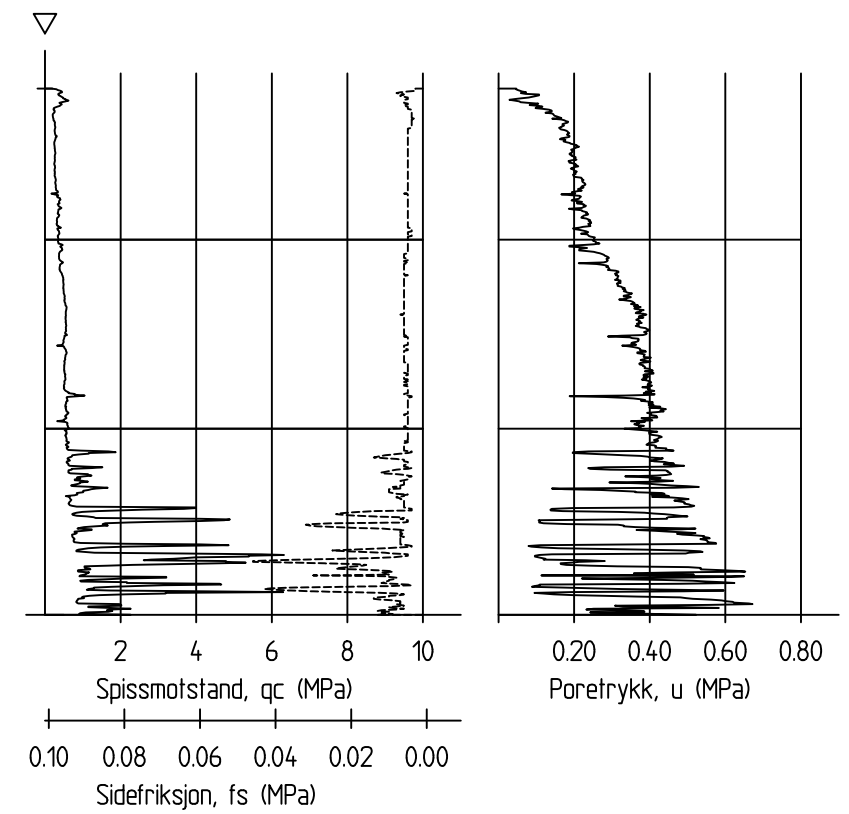 2 4 6 8 10
Spissmotstand, qc (MPa)
0.10 0.08 0.06 0.04 0.02 0.00
Sidefriksjon, fs (MPa)
0.20 0.40 0.60 0.80
Poretrykk, u (MPa)